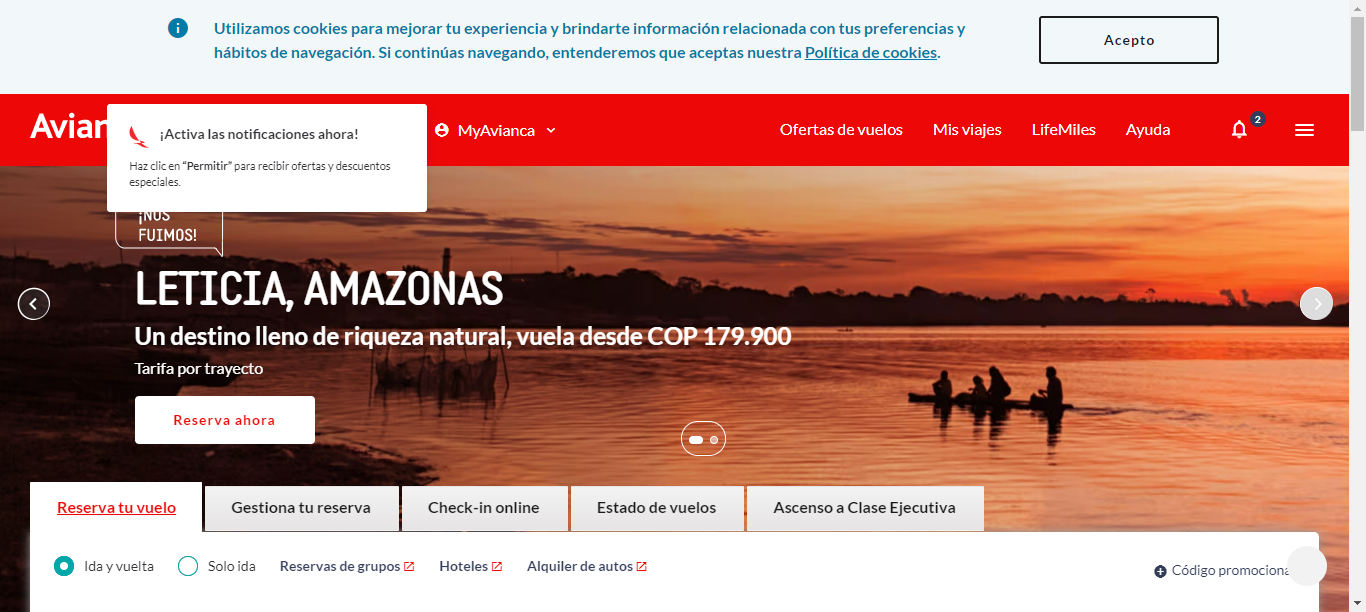 Utilizamos cookies para mejorar tu experiencia y brindarte información relacionada con tus preferencias y
hábitos de navegación. Si continúas navegando, entenderemos que aceptas nuestra Política de cookies.
Acepto
¡Activa las notificaciones ahora!
Haz clic en “Permitir” para recibir ofertas y descuentos
especiales.
MyAvianca
Ofertas de vuelos
Mis viajes
LifeMiles
Ayuda
2
¡NOS
FUIMOS!
LETICIA, AMAZONAS
Un destino lleno de riqueza natural, vuela desde COP 179.900
Tarifa por trayecto
Reserva ahora
Reserva tu vuelo
Gestiona tu reserva
Check-in online
Estado de vuelos
Ascenso a Clase Ejecutiva
Ida y vuelta
Solo ida
Reservas de grupos
Hoteles
Alquiler de autos
Código promociona